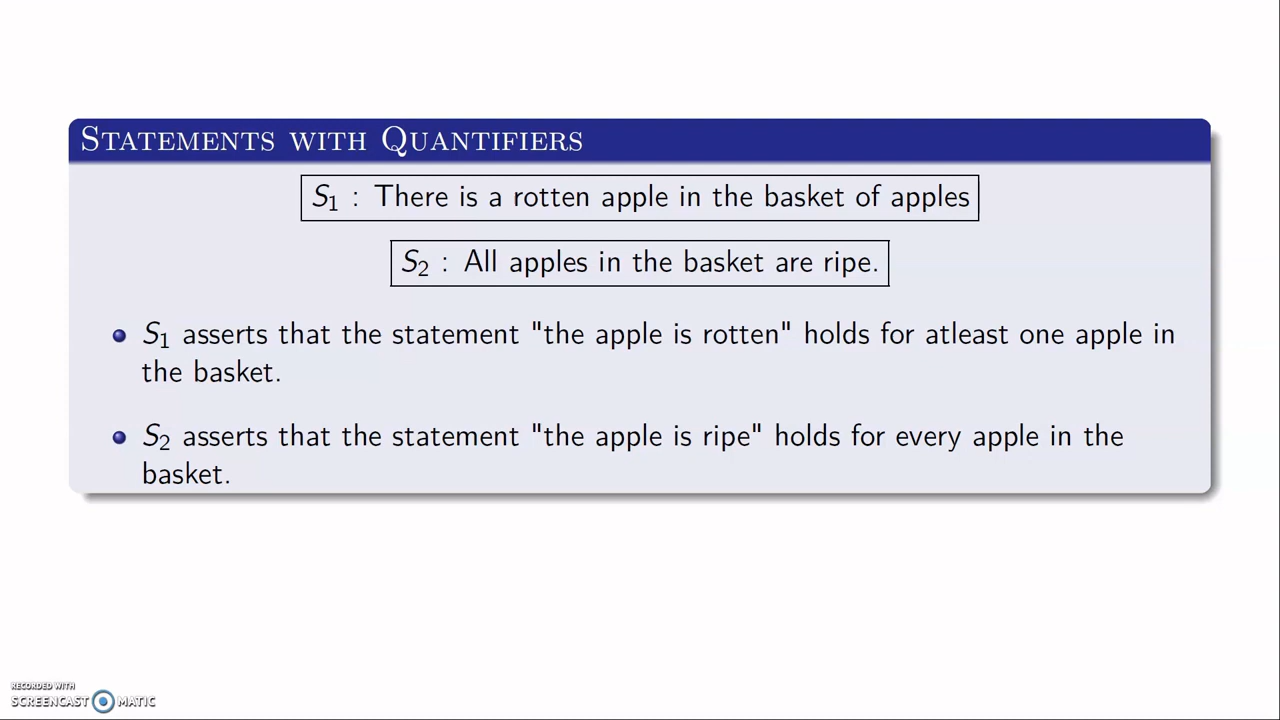 Statements with Quantifiers
S1 : There is a rotten apple in the basket of apples
S2 : All apples in the basket are ripe.
S1 asserts that the statement "the apple is rotten" holds for atleast one apple in
the basket.
S2 asserts that the statement "the apple is ripe" holds for every apple in the
basket.
RECORDED WITH
SCREENCAST MATIC